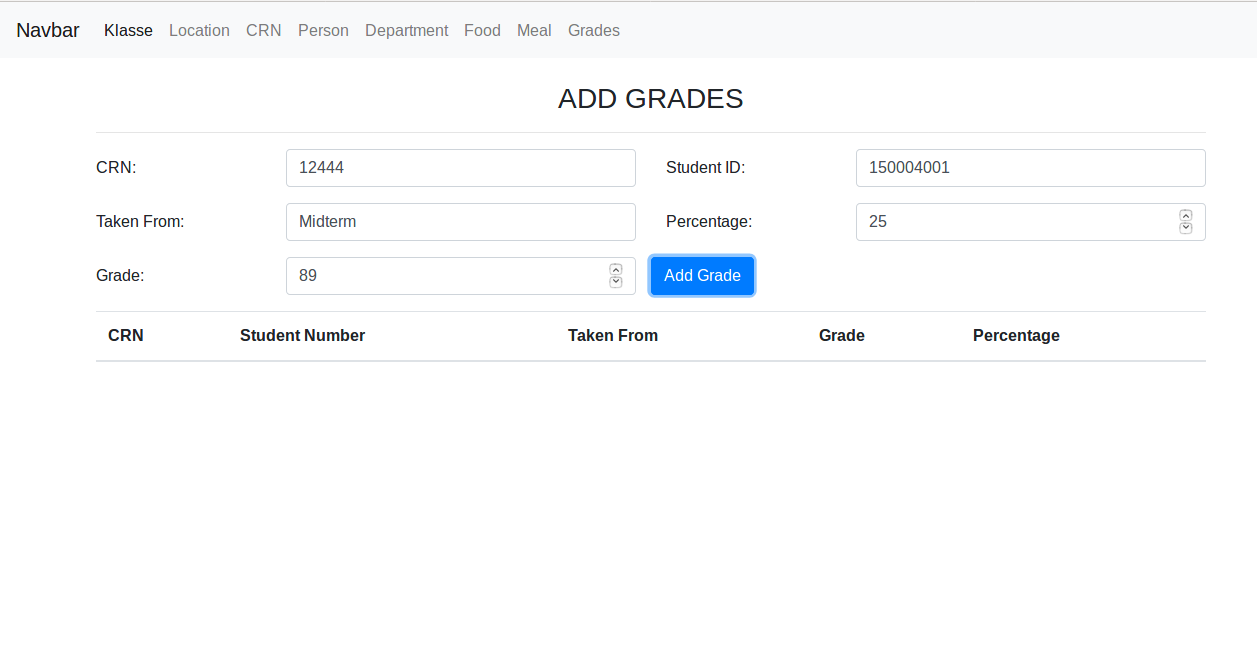 Navbar Klasse Location CRN Person Department Food Meal Grades
ADD GRADES
CRN: 12444 Student ID: 150004001
Taken From: Midterm Percentage: 25
Grade: 89 Add Grade
CRN Student Number Taken From Grade Percentage